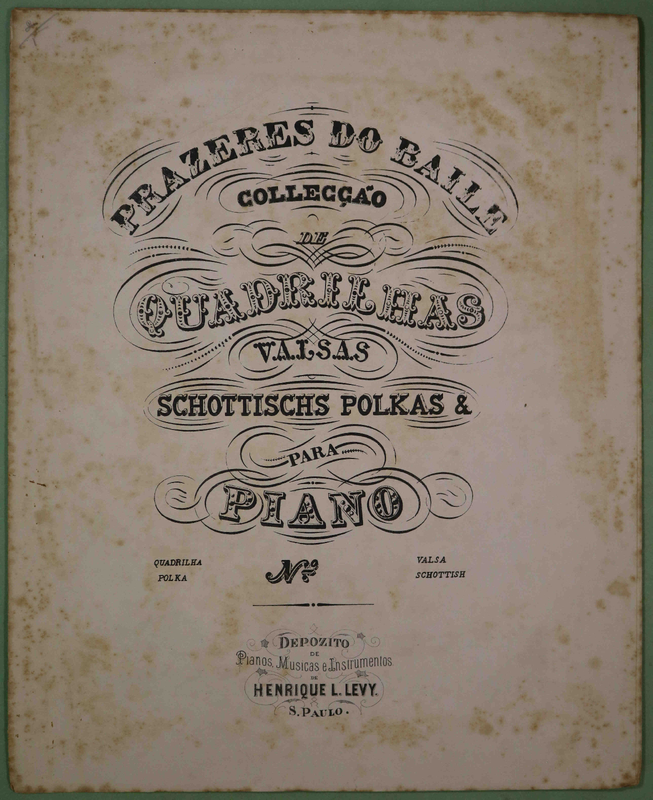 PRAZERES DO BAILE
COLLECÇÃO
DE
QUADRILHAS
VALSAS
SCHOTTISCHS POLKAS &
PARA
PIANO
QUADRILHA
POLKA
Nº
VALSA
SCHOTTISH
DEPOZITO
DE
Pianos, Musicas e Instrumentos
DE
HENRIQUE L. LEVY.
S. PAULO.